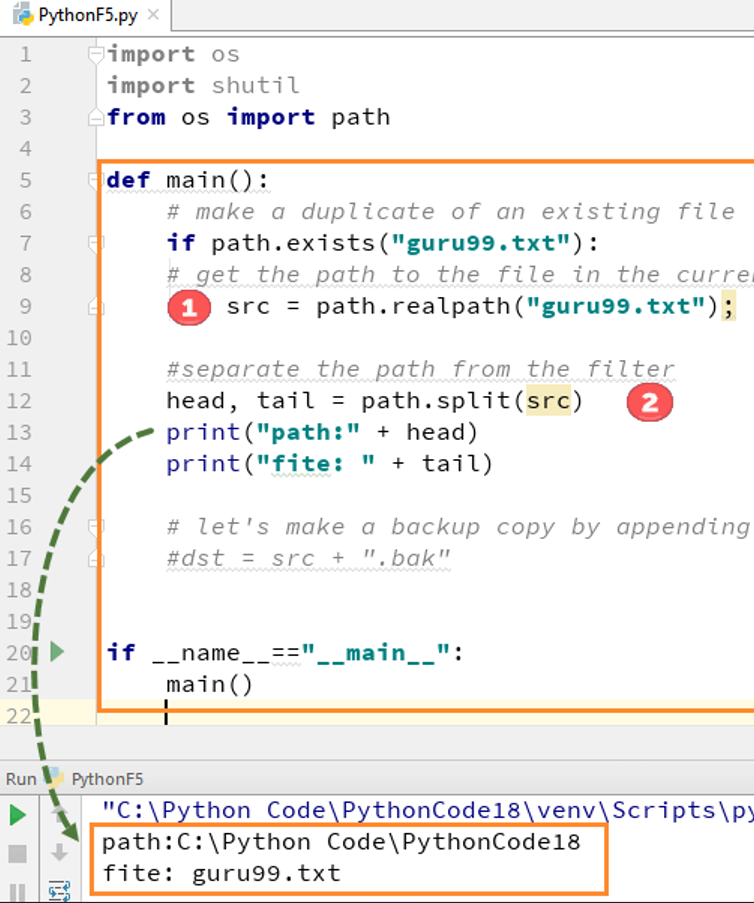 PythonF5.py
1 import os
2 import shutil
3 from os import path
4
5 def main():
6 # make a duplicate of an existing file
7 if path.exists("guru99.txt"):
8 # get the path to the file in the curre
9 1 src = path.realpath("guru99.txt");
10
11 #separate the path from the filter
12 head, tail = path.split(src) 2
13 print("path:" + head)
14 print("fite: " + tail)
15
16 # let's make a backup copy by appending
17 #dst = src + ".bak"
18
19
20 if __name__=="__main__":
21 main()
22
Run PythonF5
"C:\Python Code\PythonCode18\venv\Scripts\py
path:C:\Python Code\PythonCode18
fite: guru99.txt